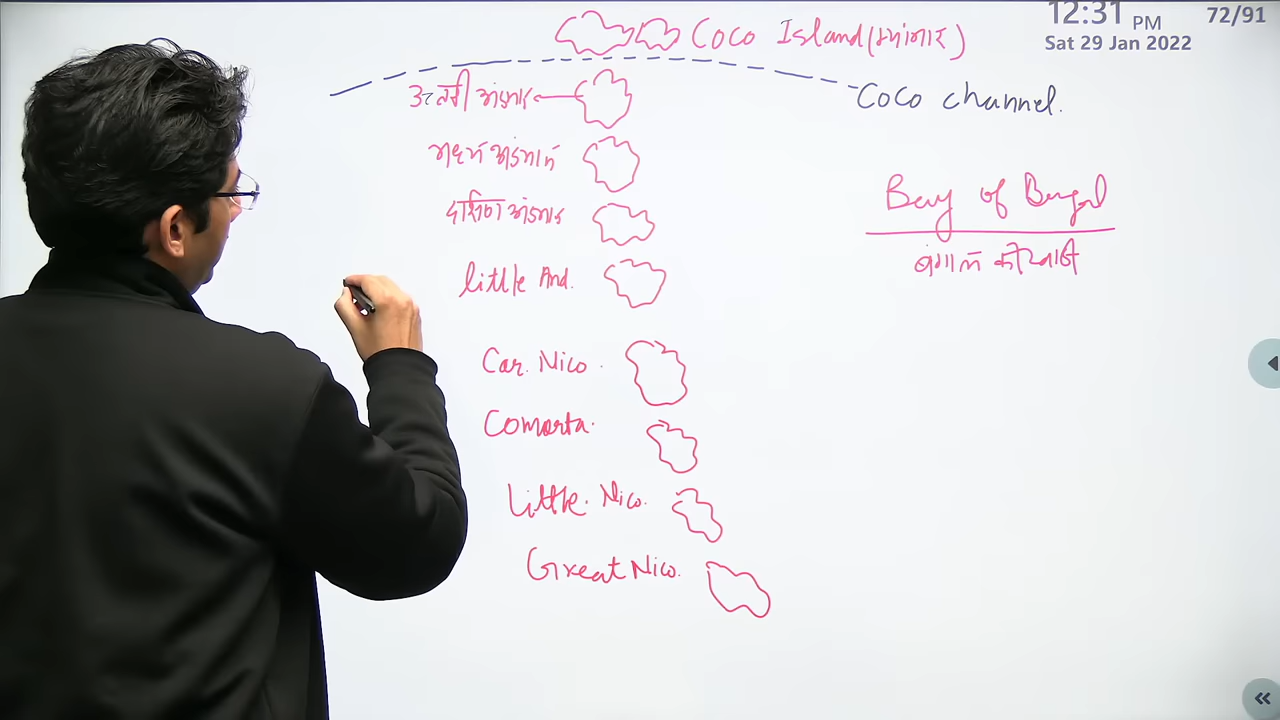 12:31 PM
72/91
Sat 29 Jan 2022
Coco Island (म्यांमार)
उत्तरी अंडमान
Coco channel.
मध्य अंडमान
दक्षिण अंडमान
Bay of Bengal
बंगाल की खाड़ी
little And.
Car. Nico.
Comorta.
Little. Nico.
Great Nico.